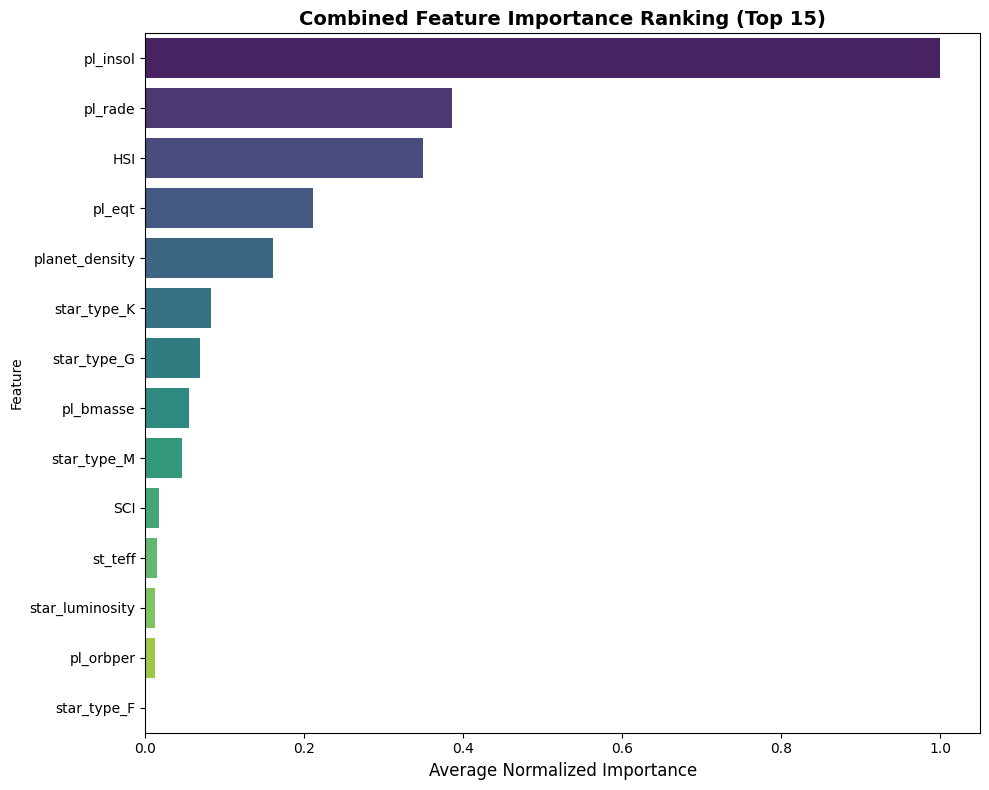 Combined Feature Importance Ranking (Top 15)
pl_insol
pl_rade
HSI
pl_eqt
planet_density
star_type_K
star_type_G
pl_bmasse
star_type_M
SCI
st_teff
star_luminosity
pl_orbper
star_type_F
Feature
0.0 0.2 0.4 0.6 0.8 1.0
Average Normalized Importance